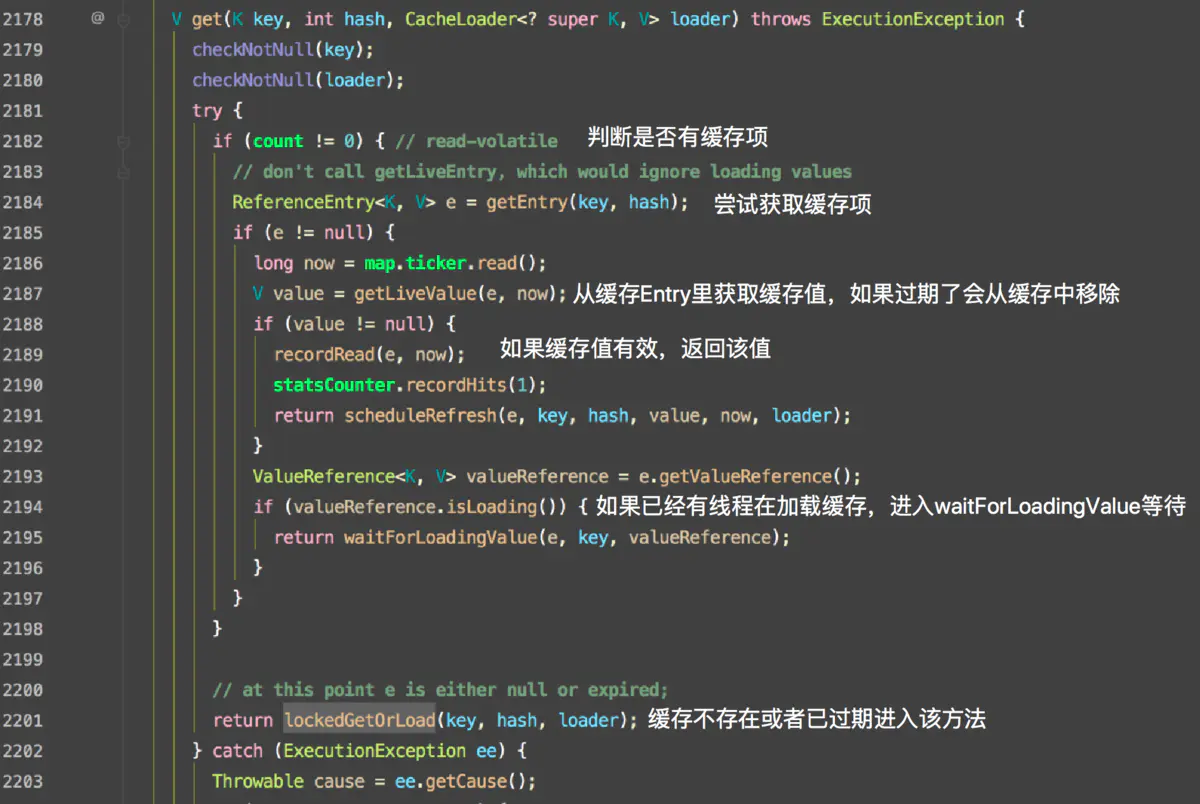 2178 @ V get(K key, int hash, CacheLoader<? super K, V> loader) throws ExecutionException {
2179 checkNotNull(key);
2180 checkNotNull(loader);
2181 try {
2182 if (count != 0) { // read-volatile 判断是否有缓存项
2183 // don't call getLiveEntry, which would ignore loading values
2184 ReferenceEntry<K, V> e = getEntry(key, hash); 尝试获取缓存项
2185 if (e != null) {
2186 long now = map.ticker.read();
2187 V value = getLiveValue(e, now); 从缓存Entry里获取缓存值，如果过期了会从缓存中移除
2188 if (value != null) {
2189 recordRead(e, now); 如果缓存值有效，返回该值
2190 statsCounter.recordHits(1);
2191 return scheduleRefresh(e, key, hash, value, now, loader);
2192 }
2193 ValueReference<K, V> valueReference = e.getValueReference();
2194 if (valueReference.isLoading()) { 如果已经有线程在加载缓存，进入waitForLoadingValue等待
2195 return waitForLoadingValue(e, key, valueReference);
2196 }
2197 }
2198 }
2199
2200 // at this point e is either null or expired;
2201 return lockedGetOrLoad(key, hash, loader); 缓存不存在或者已过期进入该方法
2202 } catch (ExecutionException ee) {
2203 Throwable cause = ee.getCause();